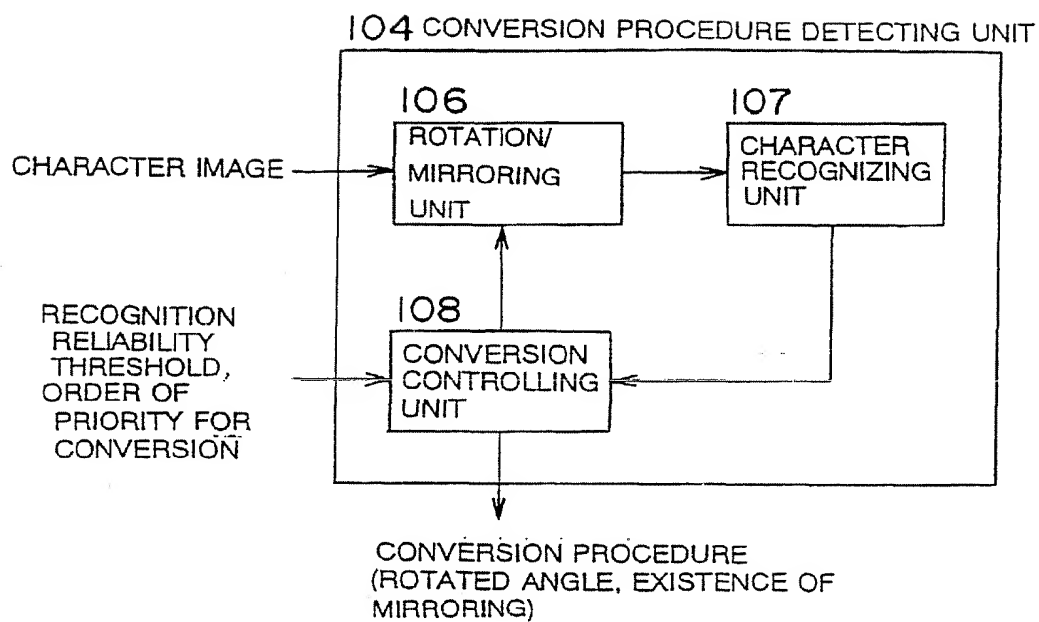 104 CONVERSION PROCEDURE DETECTING UNIT
106
ROTATION/
MIRRORING
UNIT
107
CHARACTER
RECOGNIZING
UNIT
CHARACTER IMAGE
RECOGNITION
RELIABILITY
THRESHOLD,
ORDER OF
PRIORITY FOR
CONVERSION
108
CONVERSION
CONTROLLING
UNIT
CONVERSION PROCEDURE
(ROTATED ANGLE, EXISTENCE OF
MIRRORING)